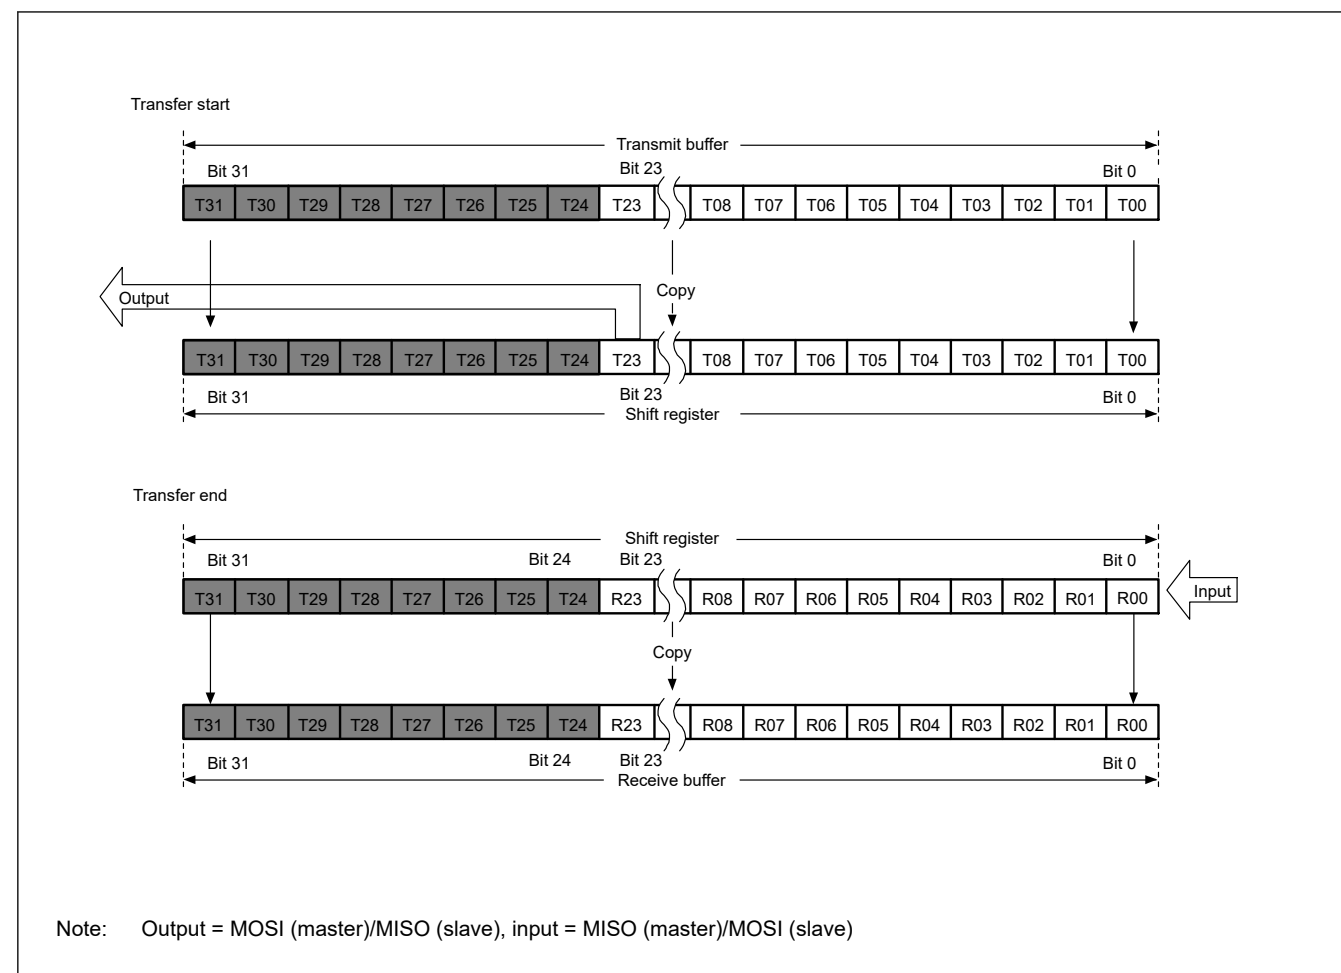 Transfer start
Transmit buffer
Bit 31 Bit 23 Bit 0
T31 T30 T29 T28 T27 T26 T25 T24 T23 T08 T07 T06 T05 T04 T03 T02 T01 T00
Output Copy
T31 T30 T29 T28 T27 T26 T25 T24 T23 T08 T07 T06 T05 T04 T03 T02 T01 T00
Bit 31 Bit 23 Bit 0
Shift register
Transfer end
Shift register
Bit 31 Bit 24 Bit 23 Bit 0
T31 T30 T29 T28 T27 T26 T25 T24 R23 R08 R07 R06 R05 R04 R03 R02 R01 R00 Input
Copy
T31 T30 T29 T28 T27 T26 T25 T24 R23 R08 R07 R06 R05 R04 R03 R02 R01 R00
Bit 31 Bit 24 Bit 23 Bit 0
Receive buffer
Note: Output = MOSI (master)/MISO (slave), input = MISO (master)/MOSI (slave)